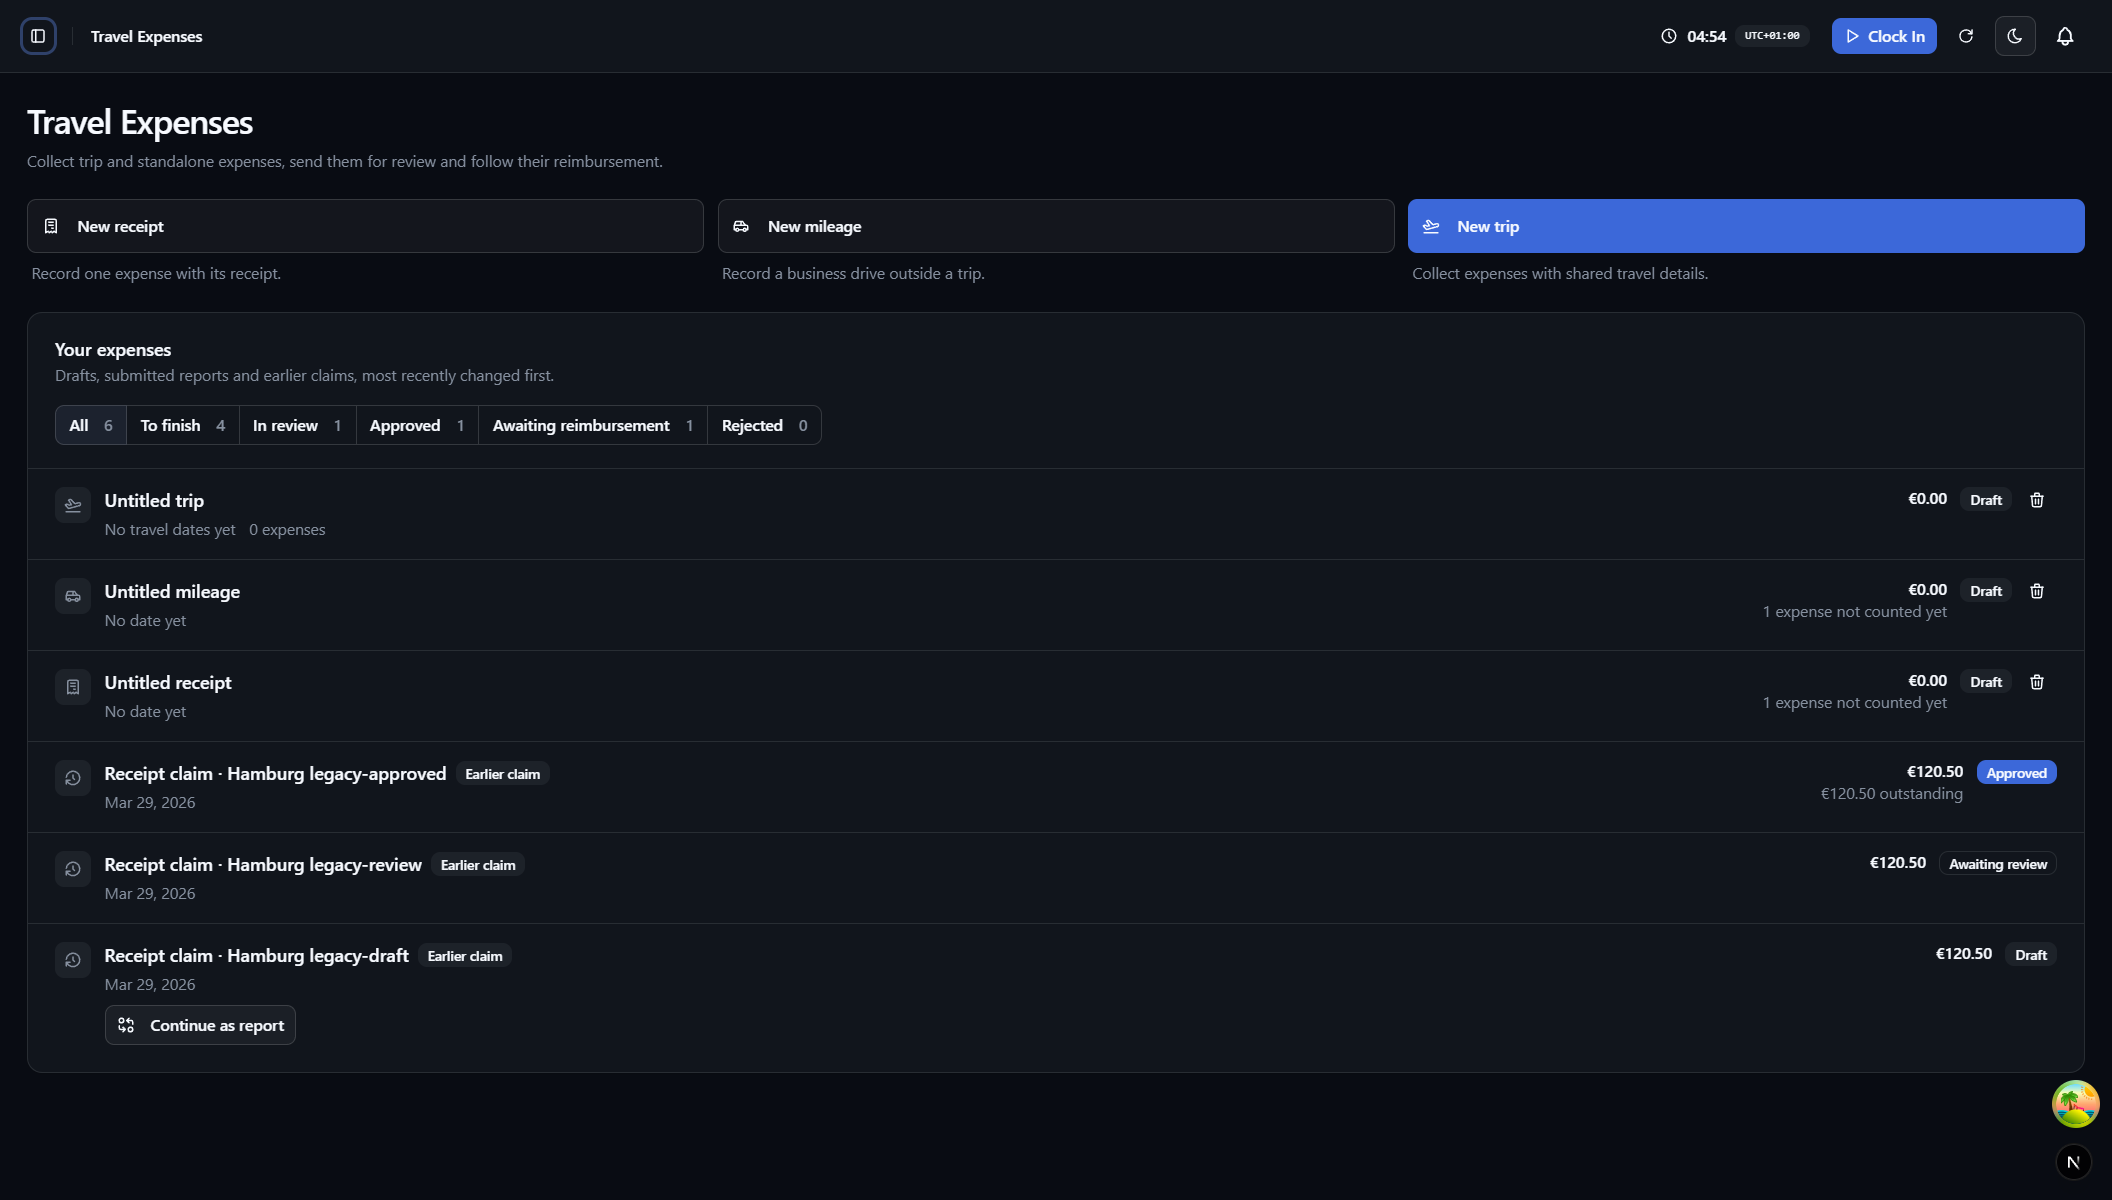 Travel Expenses
04:54 UTC+01:00 Clock In
Travel Expenses
Collect trip and standalone expenses, send them for review and follow their reimbursement.
New receipt
Record one expense with its receipt.
New mileage
Record a business drive outside a trip.
New trip
Collect expenses with shared travel details.
Your expenses
Drafts, submitted reports and earlier claims, most recently changed first.
All 6 To finish 4 In review 1 Approved 1 Awaiting reimbursement 1 Rejected 0
Untitled trip €0.00 Draft
No travel dates yet 0 expenses
Untitled mileage €0.00 Draft
No date yet 1 expense not counted yet
Untitled receipt €0.00 Draft
No date yet 1 expense not counted yet
Receipt claim · Hamburg legacy-approved Earlier claim €120.50 Approved
Mar 29, 2026 €120.50 outstanding
Receipt claim · Hamburg legacy-review Earlier claim €120.50 Awaiting review
Mar 29, 2026
Receipt claim · Hamburg legacy-draft Earlier claim €120.50 Draft
Mar 29, 2026
Continue as report
N